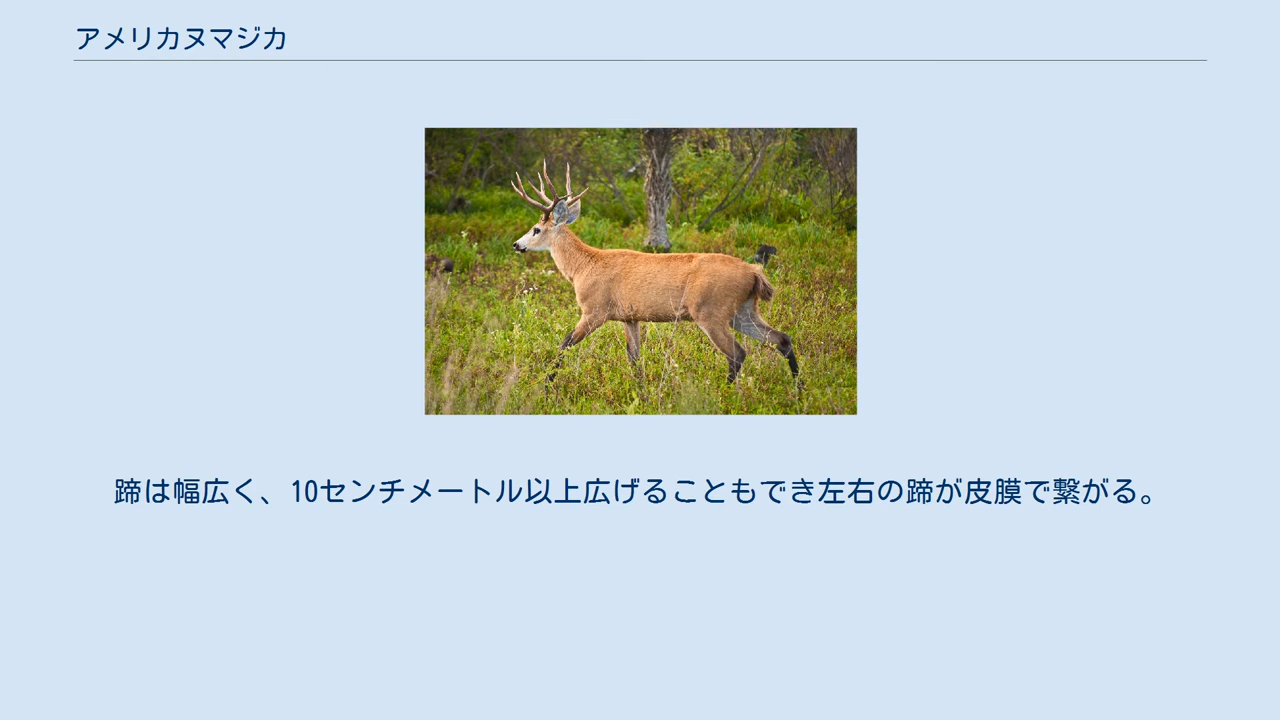 アメリカヌマジカ
蹄は幅広く、10センチメートル以上広げることもでき左右の蹄が皮膜で繋がる。